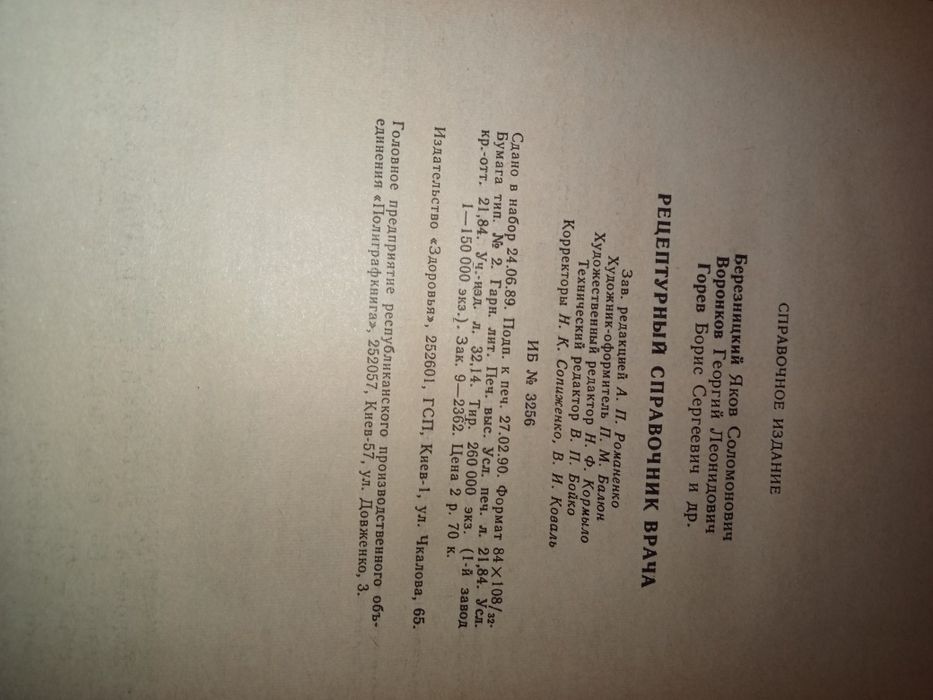 СПРАВОЧНОЕ ИЗДАНИЕ
Березницкий Яков Соломонович
Воронков Георгий Леонидович
Горев Борис Сергеевич и др.
РЕЦЕПТУРНЫЙ СПРАВОЧНИК ВРАЧА
Зав. редакцией А. П. Романенко
Художник-оформитель П. М. Балюн
Художественный редактор Н. Ф. Кормыло
Технический редактор В. П. Бойко
Корректоры Н. К. Сопиженко, В. И. Коваль
ИБ № 3256
Сдано в набор 24.06.89. Подп. к печ. 27.02.90. Формат 84×108/32.
Бумага тип. № 2. Гарн. лит. Печ. выс. Усл. печ. л. 21,84. Усл.
кр.-отт. 21,84. Уч.-изд. л. 32,14. Тир. 260 000 экз. (1-й завод
1—150 000 экз.). Зак. 9—2362. Цена 2 р. 70 к.
Издательство «Здоровья», 252601, ГСП, Киев-1, ул. Чкалова, 65.
Головное предприятие республиканского производственного объ-
единения «Полиграфкнига», 252057, Киев-57, ул. Довженко, 3.